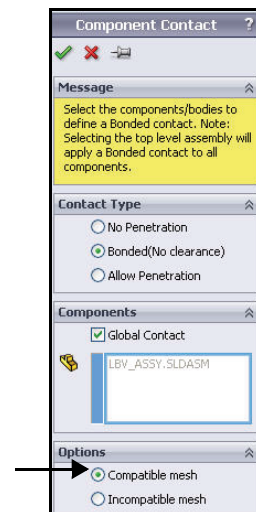 Component Contact ?
Message
Select the components/bodies to
define a Bonded contact. Note:
Selecting the top level assembly will
apply a Bonded contact to all
components.
Contact Type
No Penetration
Bonded(No clearance)
Allow Penetration
Components
Global Contact
LBV_ASSY.SLDASM
Options
Compatible mesh
Incompatible mesh